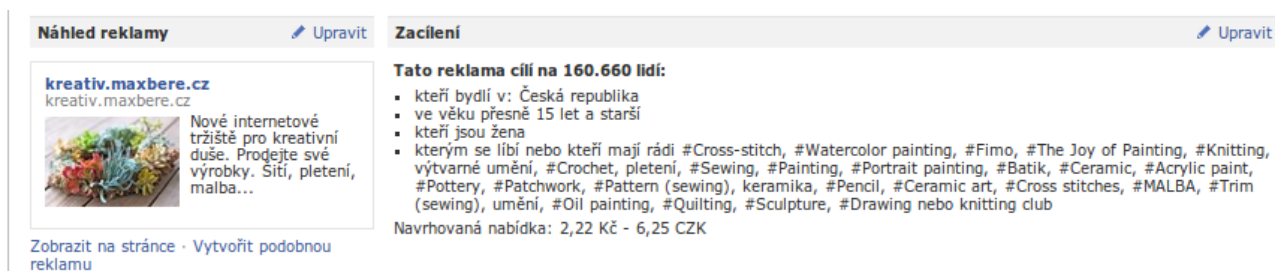 Náhled reklamy
Upravit
kreativ.maxbere.cz
kreativ.maxbere.cz
Nové internetové
tržiště pro kreativní
duše. Prodejte své
výrobky. Šití, pletení,
malba...
Zobrazit na stránce · Vytvořit podobnou
reklamu
Zacílení
Upravit
Tato reklama cílí na 160.660 lidí:
kteří bydlí v: Česká republika
ve věku přesně 15 let a starší
kteří jsou žena
kterým se líbí nebo kteří mají rádi #Cross-stitch, #Watercolor painting, #Fimo, #The Joy of Painting, #Knitting,
výtvarné umění, #Crochet, pletení, #Sewing, #Painting, #Portrait painting, #Batik, #Ceramic, #Acrylic paint,
#Pottery, #Patchwork, #Pattern (sewing), keramika, #Pencil, #Ceramic art, #Cross stitches, #MALBA, #Trim
(sewing), umění, #Oil painting, #Quilting, #Sculpture, #Drawing nebo knitting club
Navrhovaná nabídka: 2,22 Kč - 6,25 CZK